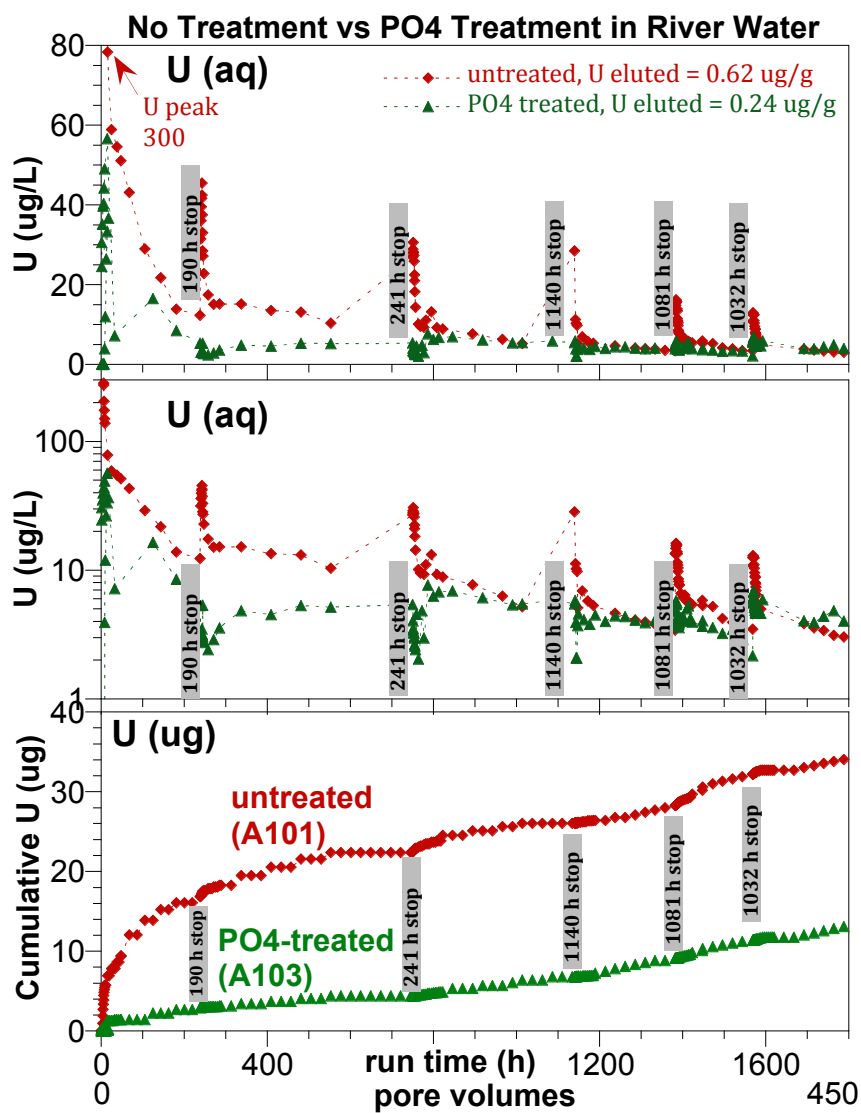 No Treatment vs PO4 Treatment in River Water
80
60
40
20
0
U (ug/L)
U (aq)
U peak
300
untreated, U eluted = 0.62 ug/g
PO4 treated, U eluted = 0.24 ug/g
190 h stop
241 h stop
1140 h stop
1081 h stop
1032 h stop
100
10
1
U (ug/L)
U (aq)
190 h stop
241 h stop
1140 h stop
1081 h stop
1032 h stop
40
30
20
10
0
Cumulative U (ug)
U (ug)
untreated
(A101)
PO4-treated
(A103)
190 h stop
241 h stop
1140 h stop
1081 h stop
1032 h stop
0 400 run time (h) 1200 1600
0 pore volumes 450